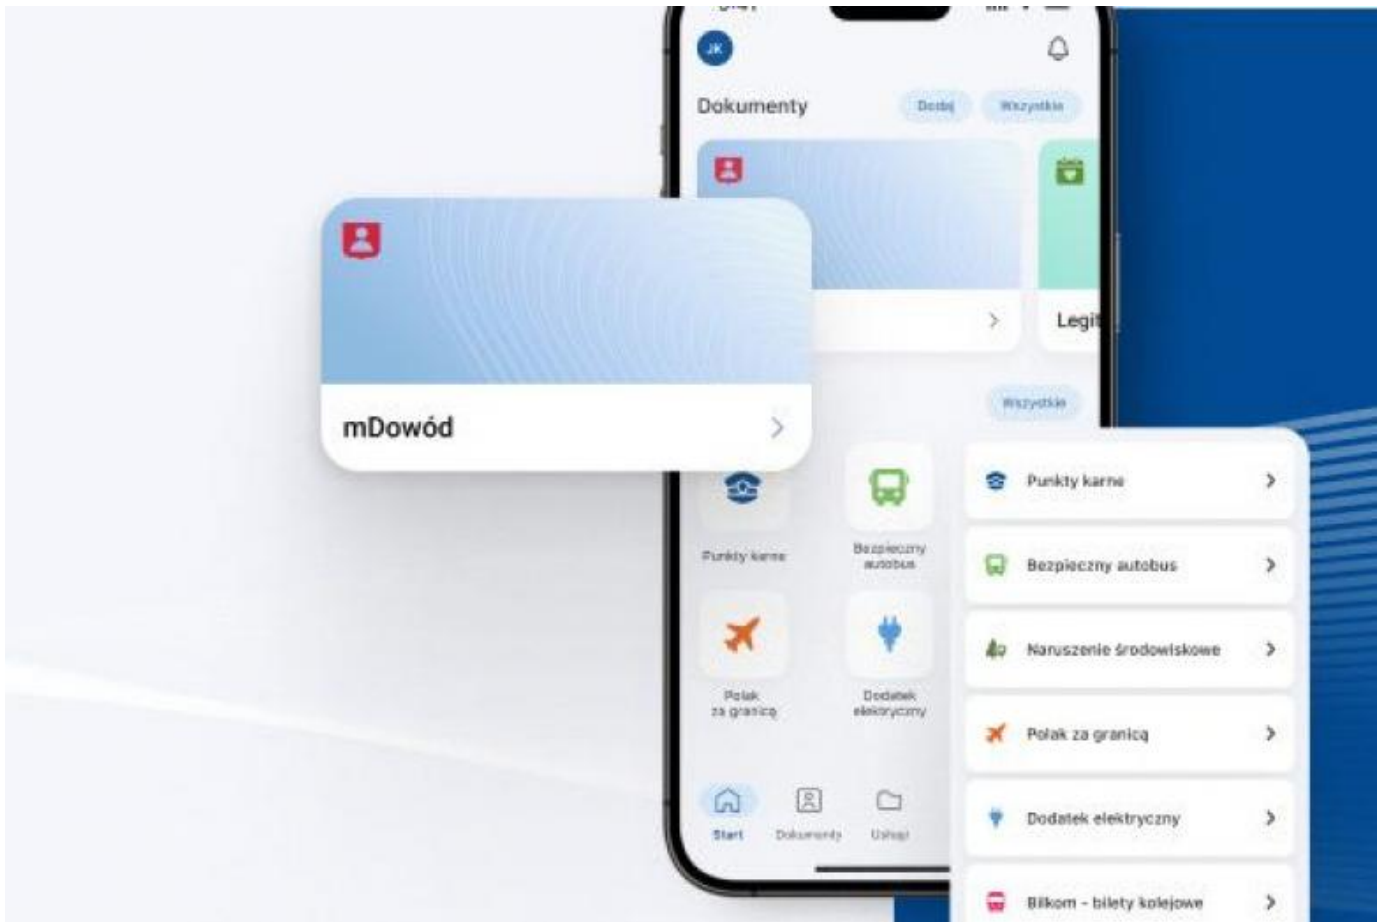 JK
Dokumenty
Dodaj
Wszystkie
mDowód
Legit
Wszystkie
Punkty karne
Bezpieczny
autobus
Polak
za granicą
Dodatek
elektryczny
Start
Dokumenty
Usługi
Punkty karne
Bezpieczny autobus
Naruszenie środowiskowe
Polak za granicą
Dodatek elektryczny
Bilkom - bilety kolejowe